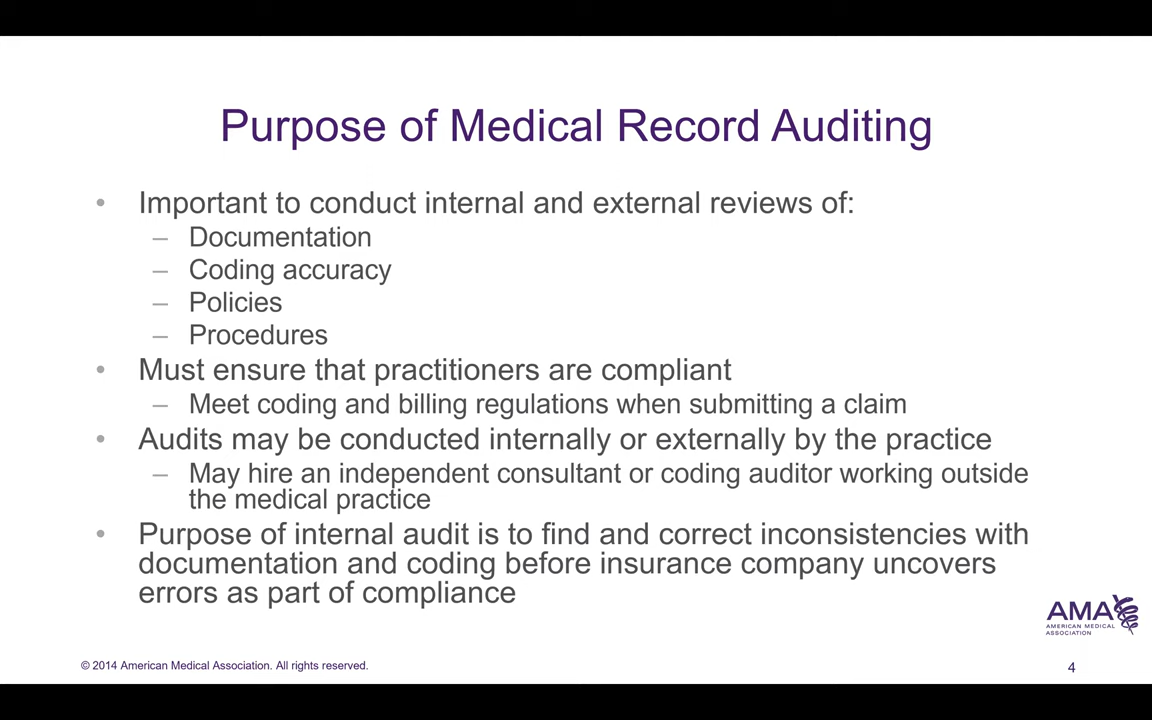 Purpose of Medical Record Auditing
• Important to conduct internal and external reviews of:
– Documentation
– Coding accuracy
– Policies
– Procedures
• Must ensure that practitioners are compliant
– Meet coding and billing regulations when submitting a claim
• Audits may be conducted internally or externally by the practice
– May hire an independent consultant or coding auditor working outside
the medical practice
• Purpose of internal audit is to find and correct inconsistencies with
documentation and coding before insurance company uncovers
errors as part of compliance
AMA
AMERICAN MEDICAL
ASSOCIATION
© 2014 American Medical Association. All rights reserved.
4